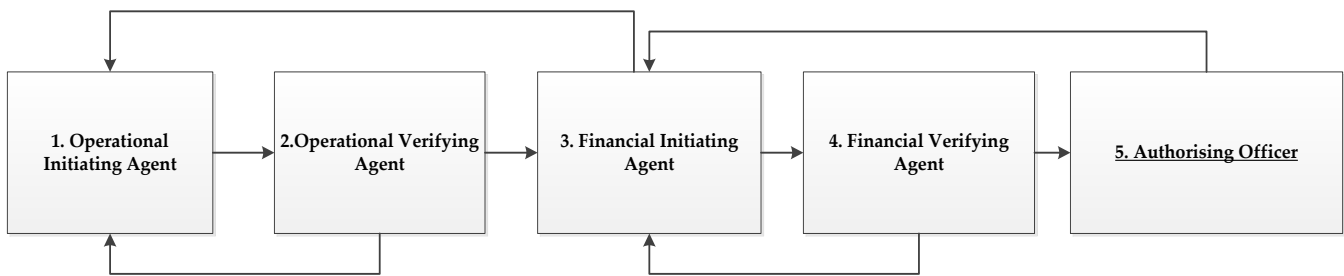 1. Operational
Initiating Agent
2.Operational Verifying
Agent
3. Financial Initiating
Agent
4. Financial Verifying
Agent
5. Authorising Officer